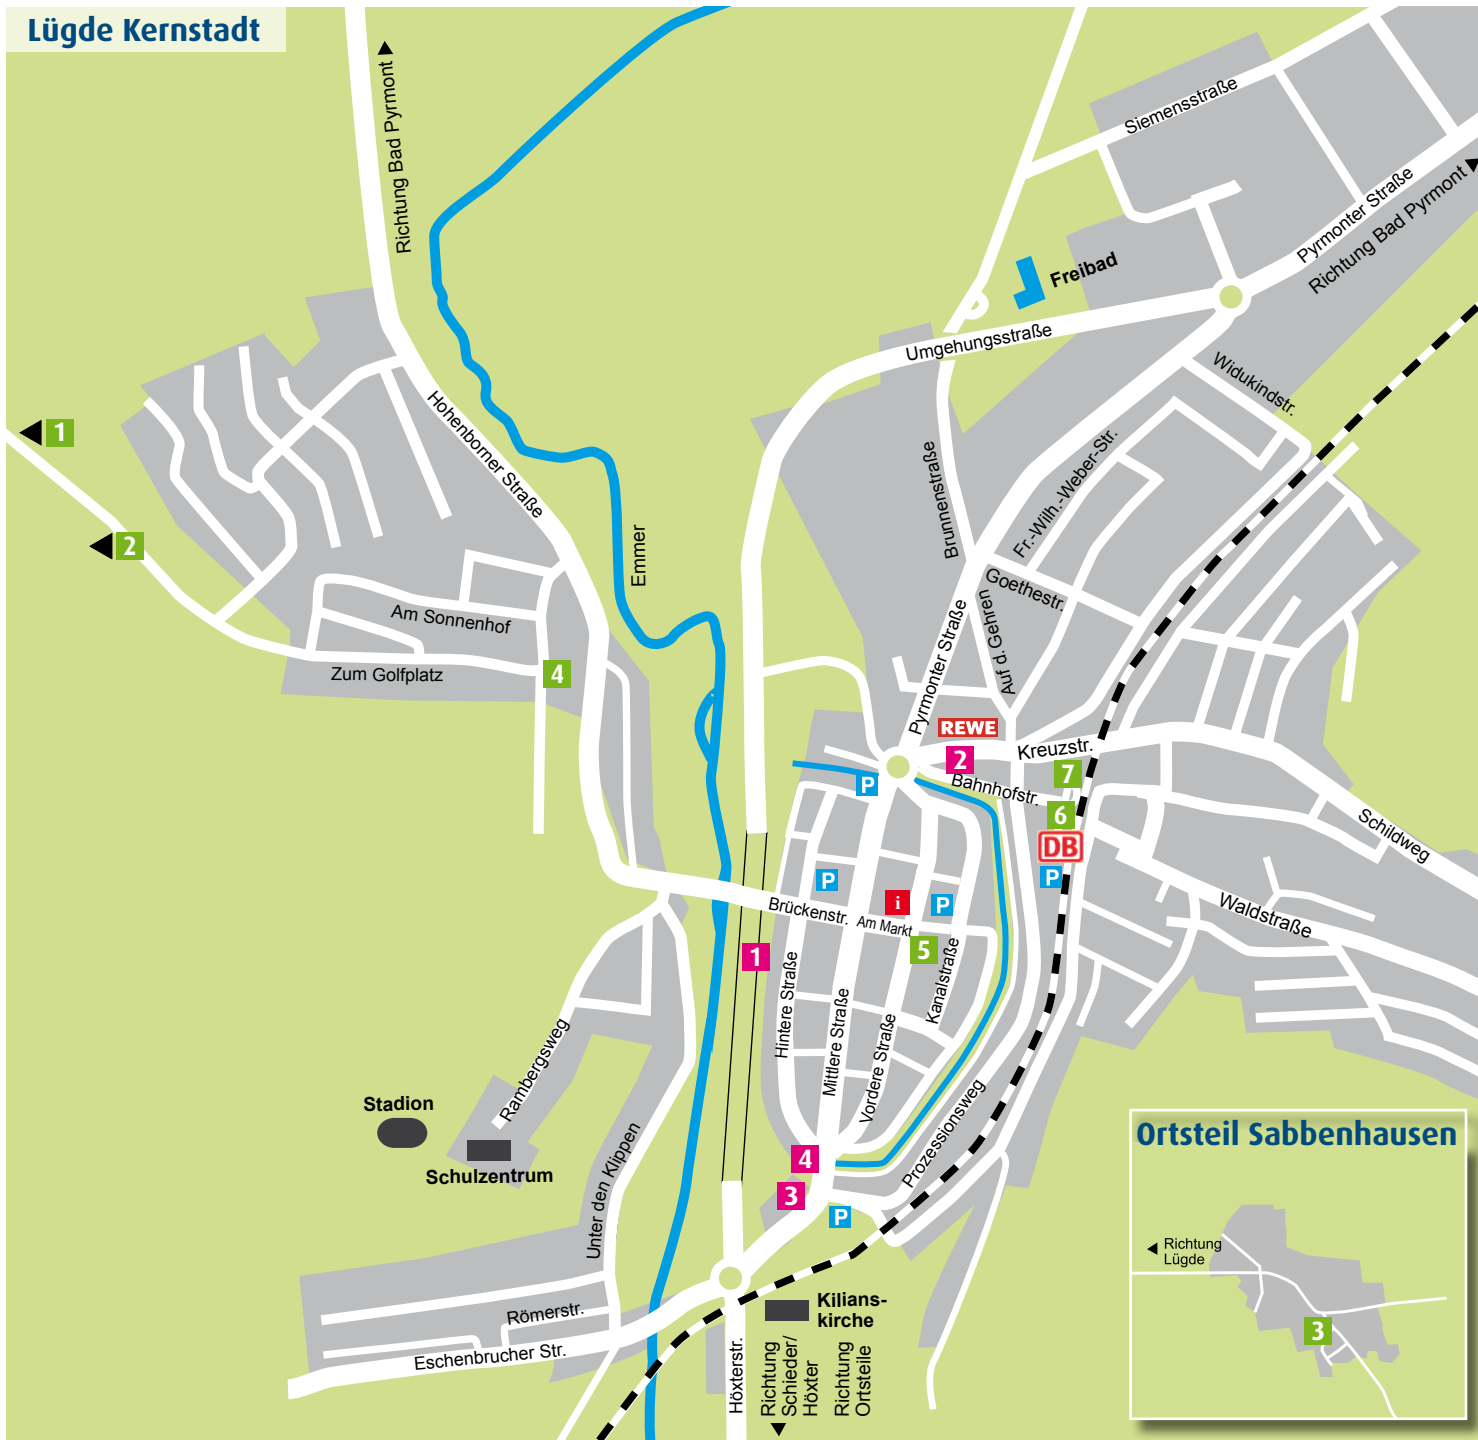 Lügde Kernstadt
Richtung Bad Pyrmont
Siemensstraße
Pyrmonter Straße
Richtung Bad Pyrmont
Freibad
Umgehungsstraße
Widukindstr.
Hohenborner Straße
1
2
Brunnenstraße
Fr.-Wilh.-Weber-Str.
Emmer
Goethestr.
Am Sonnenhof
Auf d. Gehren
Pyrmonter Straße
Zum Golfplatz
4
REWE
2
Kreuzstr.
7
Bahnhofstr.
P
6
DB
P
Schildweg
P
i
P
Brückenstr.
Am Markt
5
Waldstraße
1
Hintere Straße
Mittlere Straße
Vordere Straße
Kanalstraße
Rambergsweg
Stadion
Schulzentrum
Unter den Klippen
Prozessionsweg
4
3
P
Römerstr.
Eschenbrucher Str.
Kilians-
kirche
Höxterstr.
Richtung
Schieder/
Höxter
Richtung
Ortsteile
Ortsteil Sabbenhausen
Richtung
Lügde
3